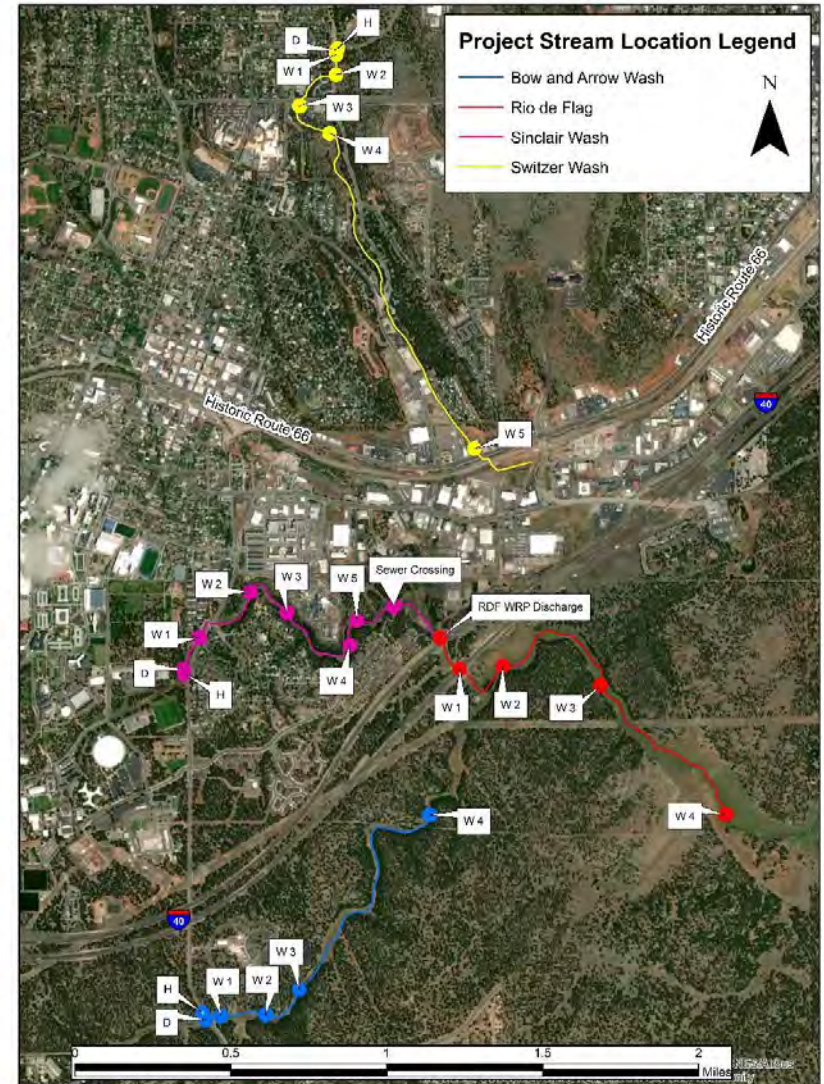 Project Stream Location Legend
Bow and Arrow Wash
Rio de Flag
Sinclair Wash
Switzer Wash
N
H
D
W 1
W 2
W 3
W 4
Historic Route 66
40
Historic Route 66
W 5
Sewer Crossing
W 2
W 3
W 5
RDF WRP Discharge
W 1
D
H
W 4
W 1
W 2
W 3
W 4
W 4
40
W 3
H
W 1
W 2
D
0 0.5 1 1.5 2
Miles